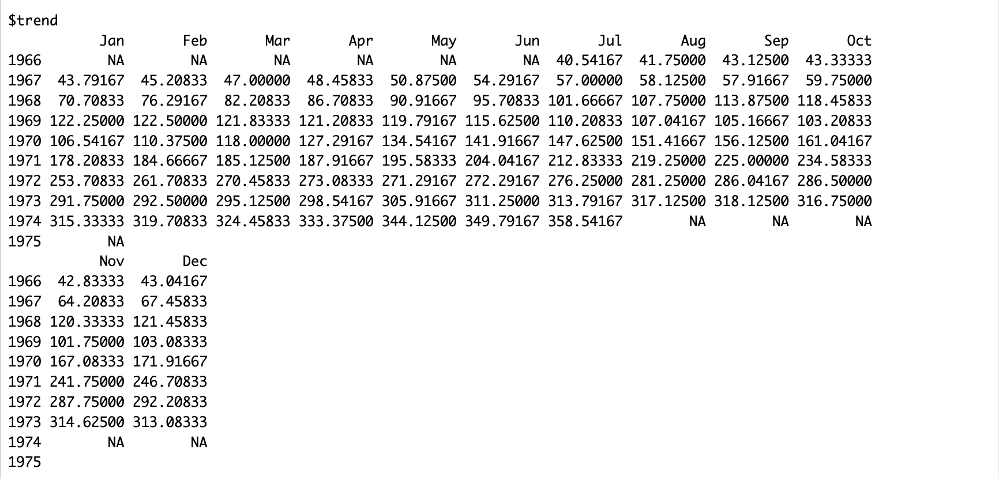 $trend
           Jan       Feb       Mar       Apr       May       Jun       Jul       Aug       Sep       Oct
1966        NA        NA        NA        NA        NA        NA  40.54167  41.75000  43.12500  43.33333
1967  43.79167  45.20833  47.00000  48.45833  50.87500  54.29167  57.00000  58.12500  57.91667  59.75000
1968  70.70833  76.29167  82.20833  86.70833  90.91667  95.70833 101.66667 107.75000 113.87500 118.45833
1969 122.25000 122.50000 121.83333 121.20833 119.79167 115.62500 110.20833 107.04167 105.16667 103.20833
1970 106.54167 110.37500 118.00000 127.29167 134.54167 141.91667 147.62500 151.41667 156.12500 161.04167
1971 178.20833 184.66667 185.12500 187.91667 195.58333 204.04167 212.83333 219.25000 225.00000 234.58333
1972 253.70833 261.70833 270.45833 273.08333 271.29167 272.29167 276.25000 281.25000 286.04167 286.50000
1973 291.75000 292.50000 295.12500 298.54167 305.91667 311.25000 313.79167 317.12500 318.12500 316.75000
1974 315.33333 319.70833 324.45833 333.37500 344.12500 349.79167 358.54167        NA        NA        NA
1975        NA
           Nov       Dec
1966  42.83333  43.04167
1967  64.20833  67.45833
1968 120.33333 121.45833
1969 101.75000 103.08333
1970 167.08333 171.91667
1971 241.75000 246.70833
1972 287.75000 292.20833
1973 314.62500 313.08333
1974        NA        NA
1975